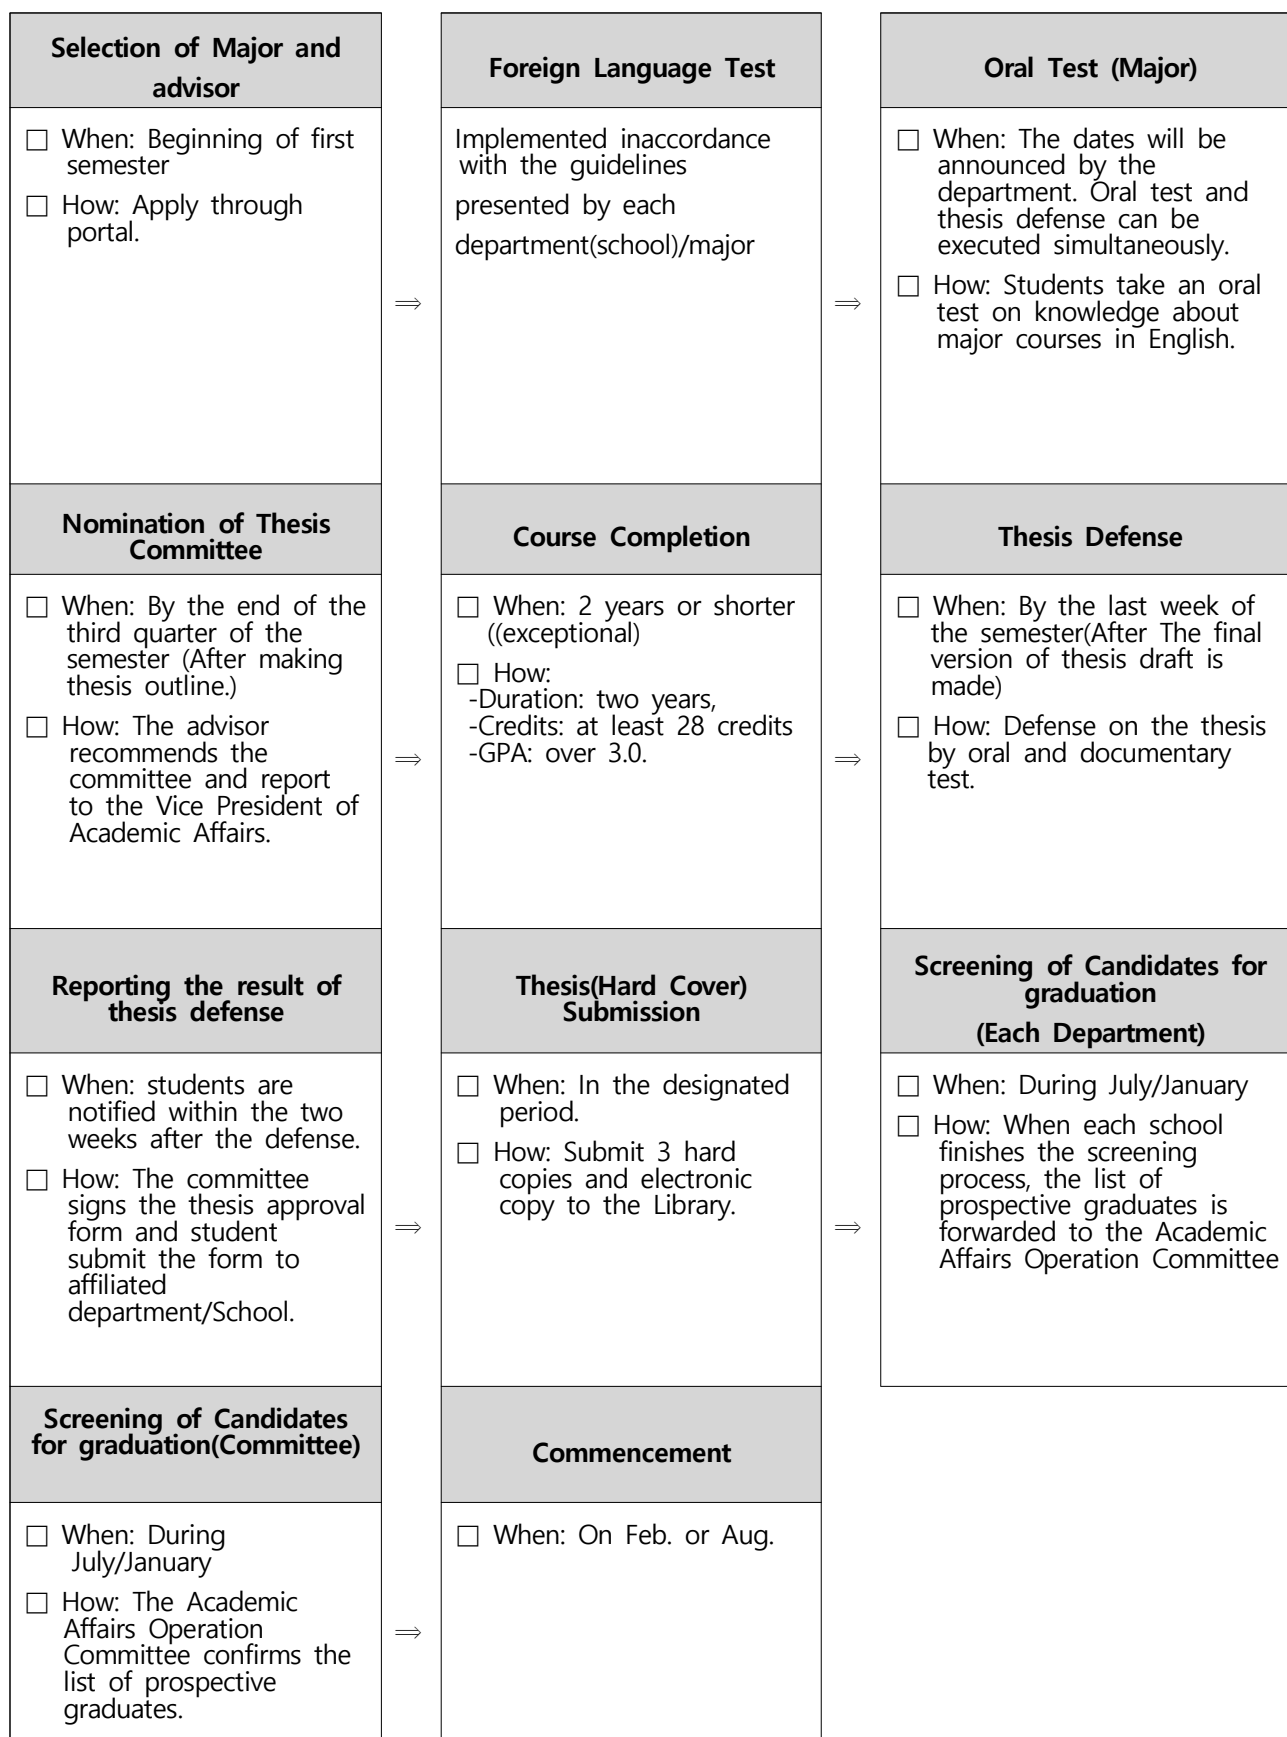 Selection of Major and
advisor
☐ When: Beginning of first
semester
☐ How: Apply through
portal.
⇒
Foreign Language Test
Implemented inaccordance
with the guidelines
presented by each
department(school)/major
⇒
Oral Test (Major)
☐ When: The dates will be
announced by the
department. Oral test and
thesis defense can be
executed simultaneously.
☐ How: Students take an oral
test on knowledge about
major courses in English.
Nomination of Thesis
Committee
☐ When: By the end of the
third quarter of the
semester (After making
thesis outline.)
☐ How: The advisor
recommends the
committee and report
to the Vice President of
Academic Affairs.
⇒
Course Completion
☐ When: 2 years or shorter
((exceptional)
☐ How:
-Duration: two years,
-Credits: at least 28 credits
-GPA: over 3.0.
⇒
Thesis Defense
☐ When: By the last week of
the semester(After The final
version of thesis draft is
made)
☐ How: Defense on the thesis
by oral and documentary
test.
Reporting the result of
thesis defense
☐ When: students are
notified within the two
weeks after the defense.
☐ How: The committee
signs the thesis approval
form and student
submit the form to
affiliated
department/School.
⇒
Thesis(Hard Cover)
Submission
☐ When: In the designated
period.
☐ How: Submit 3 hard
copies and electronic
copy to the Library.
⇒
Screening of Candidates for
graduation
(Each Department)
☐ When: During July/January
☐ How: When each school
finishes the screening
process, the list of
prospective graduates is
forwarded to the Academic
Affairs Operation Committee
Screening of Candidates
for graduation(Committee)
☐ When: During
July/January
☐ How: The Academic
Affairs Operation
Committee confirms the
list of prospective
graduates.
⇒
Commencement
☐ When: On Feb. or Aug.